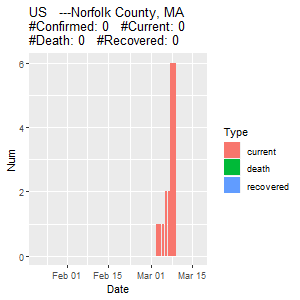 US   ---Norfolk County, MA
#Confirmed: 0   #Current: 0
#Death: 0   #Recovered: 0
6
4
2
0
Num
Feb 01
Feb 15
Mar 01
Mar 15
Date
Type
current
death
recovered